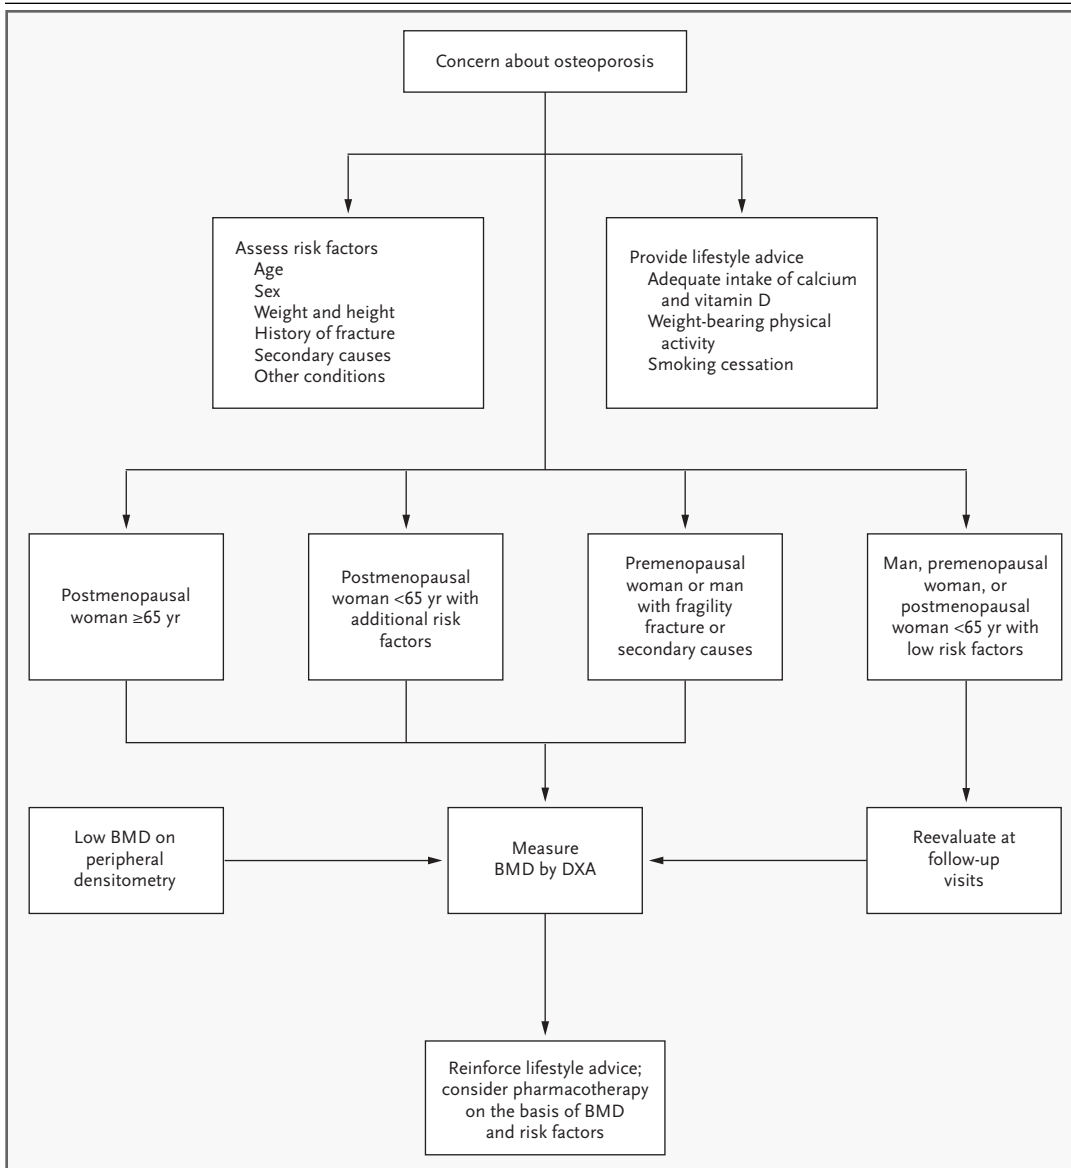 Concern about osteoporosis
Assess risk factors
Age
Sex
Weight and height
History of fracture
Secondary causes
Other conditions
Provide lifestyle advice
Adequate intake of calcium
and vitamin D
Weight-bearing physical
activity
Smoking cessation
Postmenopausal
woman ≥65 yr
Postmenopausal
woman <65 yr with
additional risk
factors
Premenopausal
woman or man
with fragility
fracture or
secondary causes
Man, premenopausal
woman, or
postmenopausal
woman <65 yr with
low risk factors
Low BMD on
peripheral
densitometry
Measure
BMD by DXA
Reevaluate at
follow-up
visits
Reinforce lifestyle advice;
consider pharmacotherapy
on the basis of BMD
and risk factors